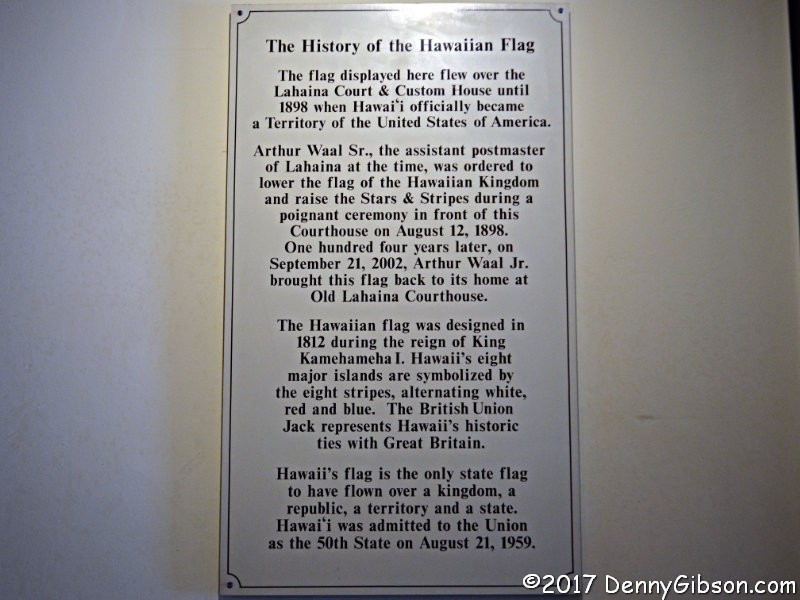 The History of the Hawaiian Flag
The flag displayed here flew over the
Lahaina Court & Custom House until
1898 when Hawai‘i officially became
a Territory of the United States of America.
Arthur Waal Sr., the assistant postmaster
of Lahaina at the time, was ordered to
lower the flag of the Hawaiian Kingdom
and raise the Stars & Stripes during a
poignant ceremony in front of this
Courthouse on August 12, 1898.
One hundred four years later, on
September 21, 2002, Arthur Waal Jr.
brought this flag back to its home at
Old Lahaina Courthouse.
The Hawaiian flag was designed in
1812 during the reign of King
Kamehameha I. Hawaii's eight
major islands are symbolized by
the eight stripes, alternating white,
red and blue. The British Union
Jack represents Hawaii's historic
ties with Great Britain.
Hawaii's flag is the only state flag
to have flown over a kingdom, a
republic, a territory and a state.
Hawai‘i was admitted to the Union
as the 50th State on August 21, 1959.
©2017 DennyGibson.com